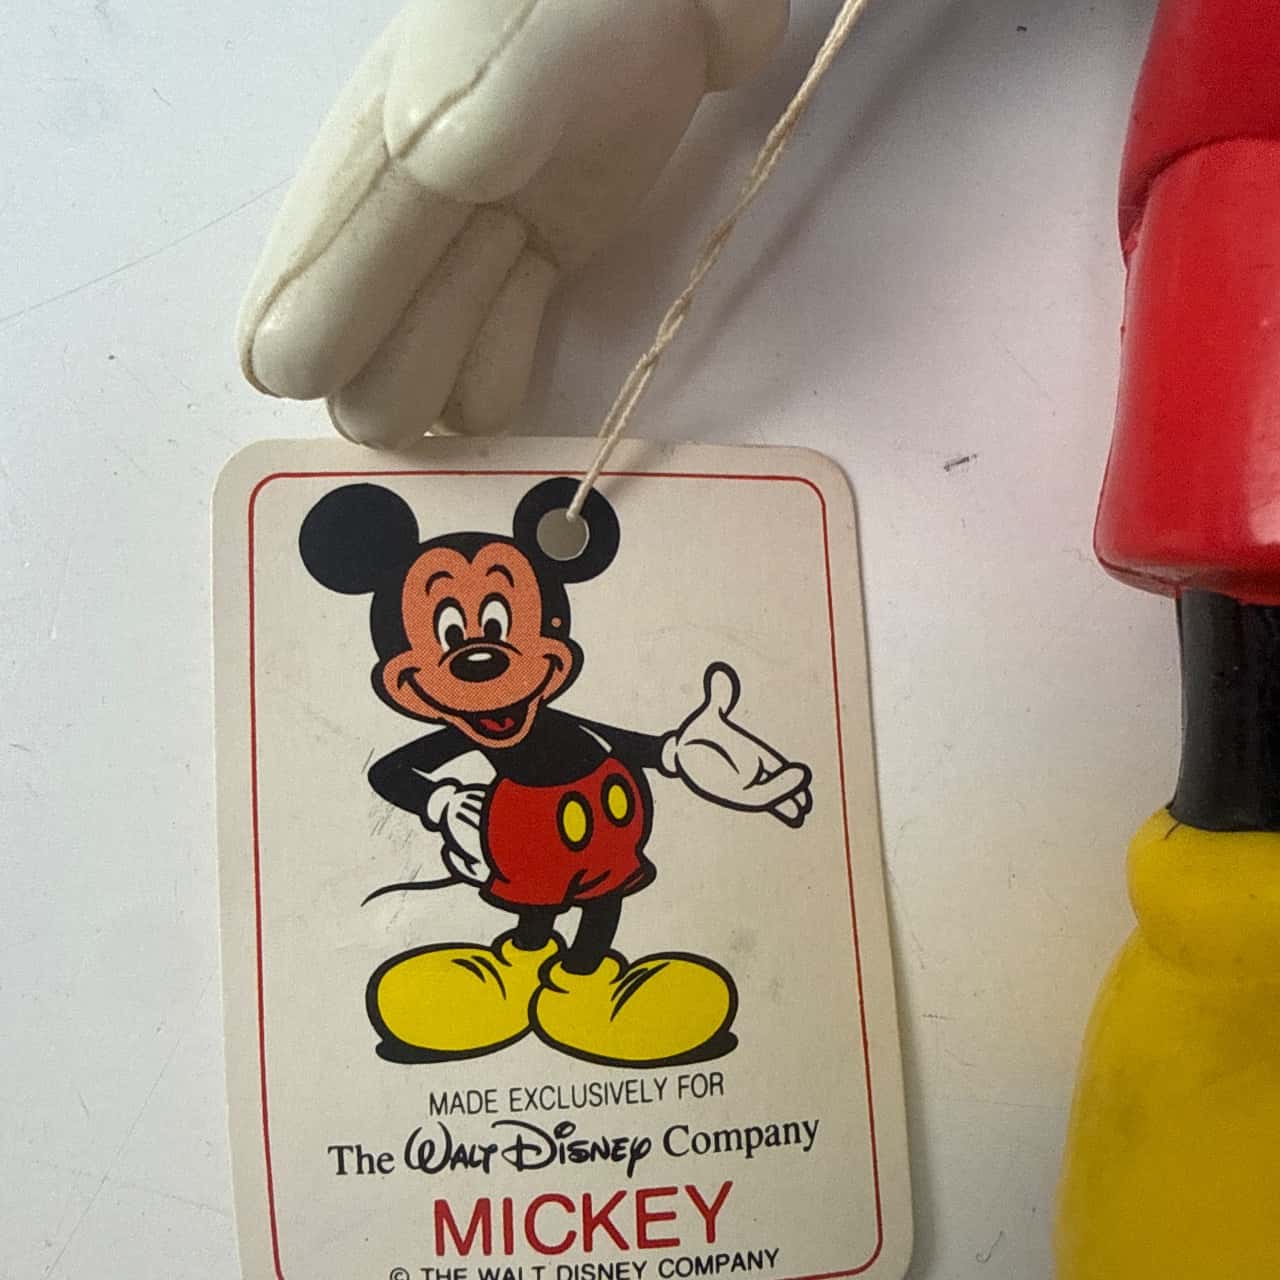 MADE EXCLUSIVELY FOR
The Walt Disney Company
MICKEY
© THE WALT DISNEY COMPANY